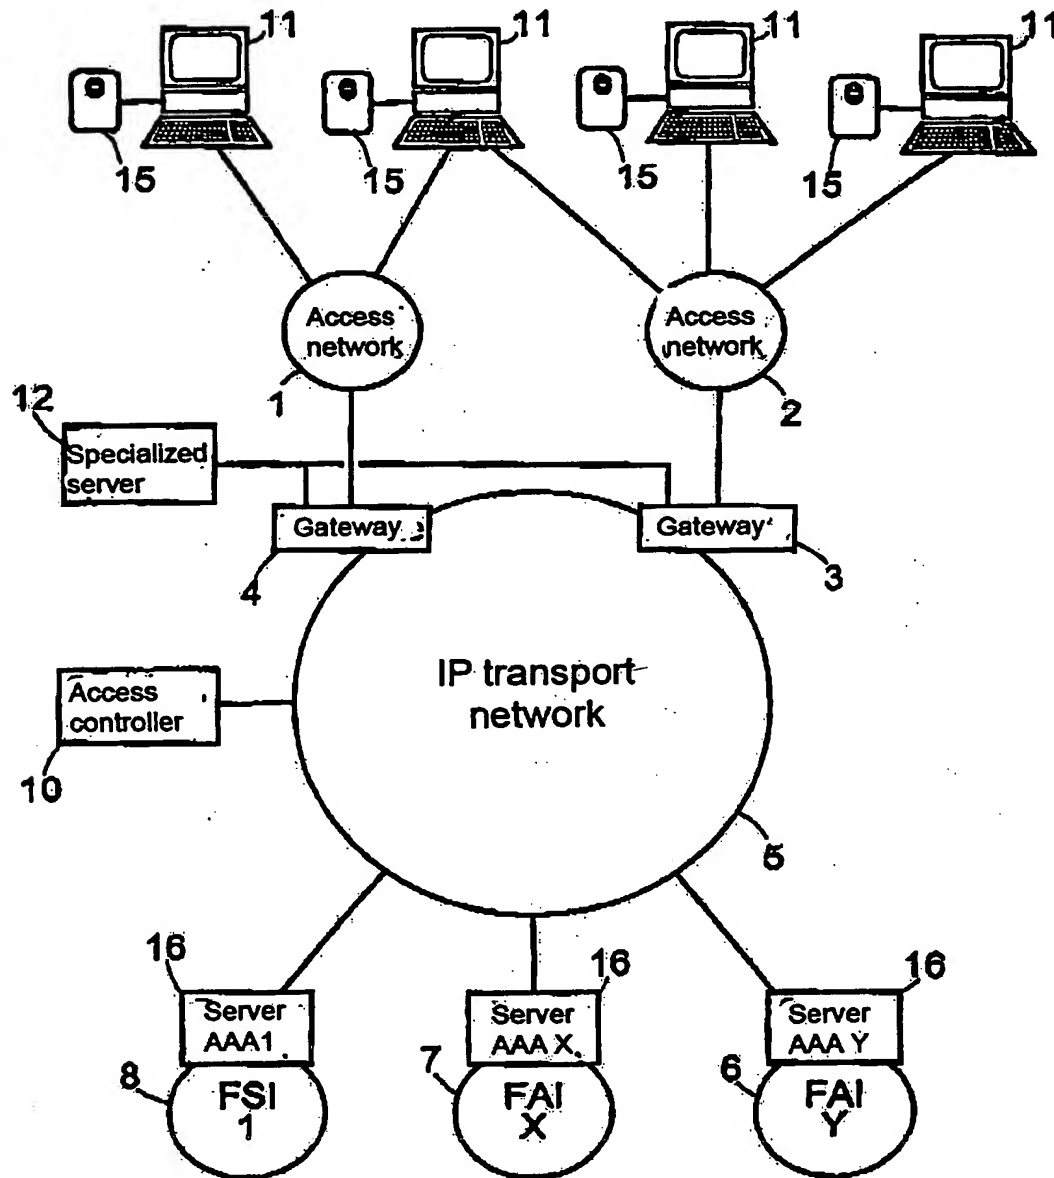 11
11
11
11
15
15
15
15
Access
network
1
Access
network
2
12
Specialized
server
Gateway
4
Gateway
3
IP transport
network
Access
controller
10
5
16
Server
AAA1
8
FSI
1
16
Server
AAA X
7
FAI
X
16
Server
AAA Y
6
FAI
Y